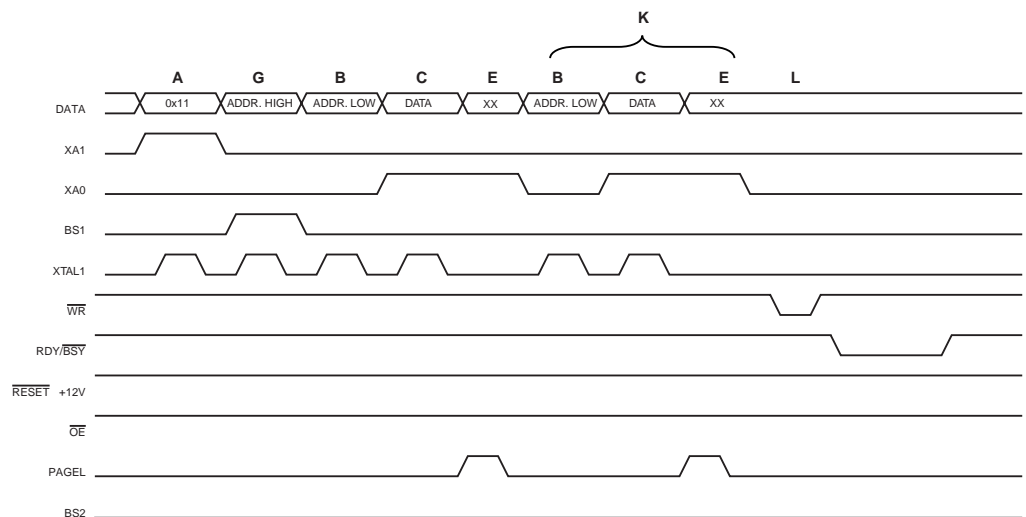 K
A G B C E B C E L
DATA 0x11 ADDR. HIGH ADDR. LOW DATA XX ADDR. LOW DATA XX
XA1
XA0
BS1
XTAL1
WR
RDY/BSY
RESET +12V
OE
PAGEL
BS2